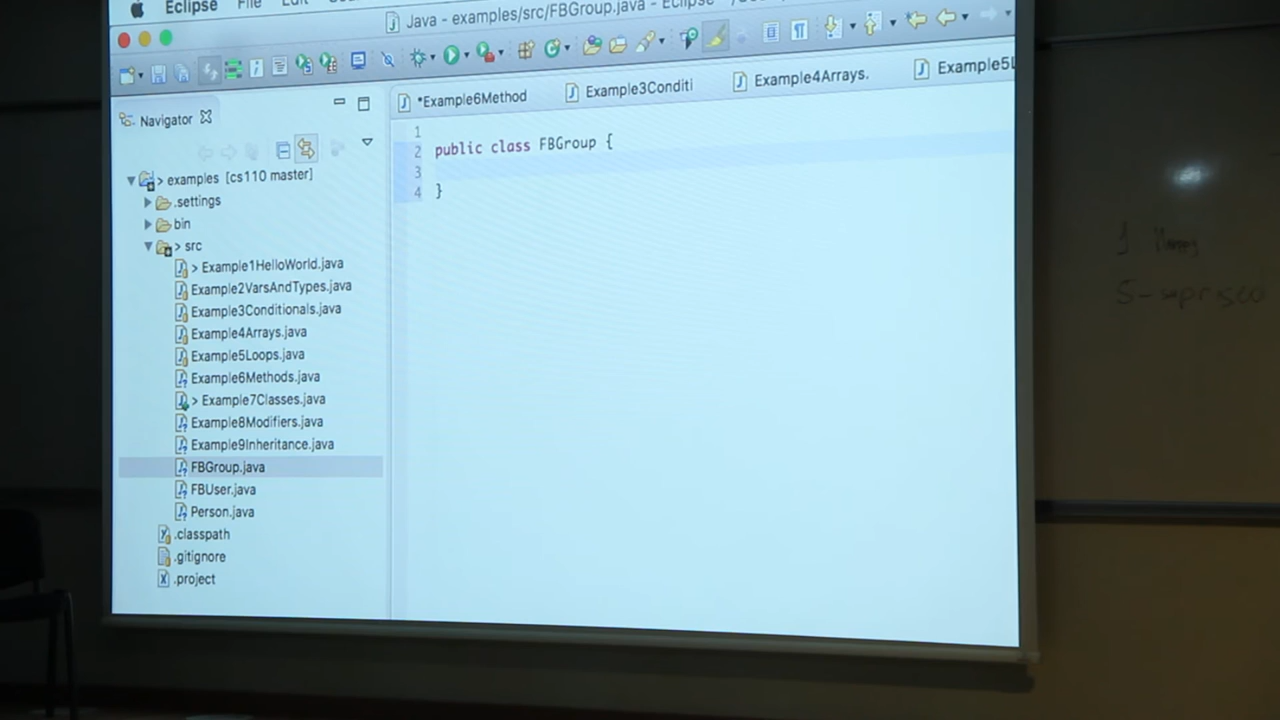 Eclipse File Edit
Java - examples/src/FBGroup.java - Eclipse
Navigator
*Example6Method
Example3Conditi
Example4Arrays.
Example5L
> examples [cs110 master]
.settings
bin
> src
> Example1HelloWorld.java
Example2VarsAndTypes.java
Example3Conditionals.java
Example4Arrays.java
Example5Loops.java
Example6Methods.java
> Example7Classes.java
Example8Modifiers.java
Example9Inheritance.java
FBGroup.java
FBUser.java
Person.java
.classpath
.gitignore
.project
1
2 public class FBGroup {
3
4 }